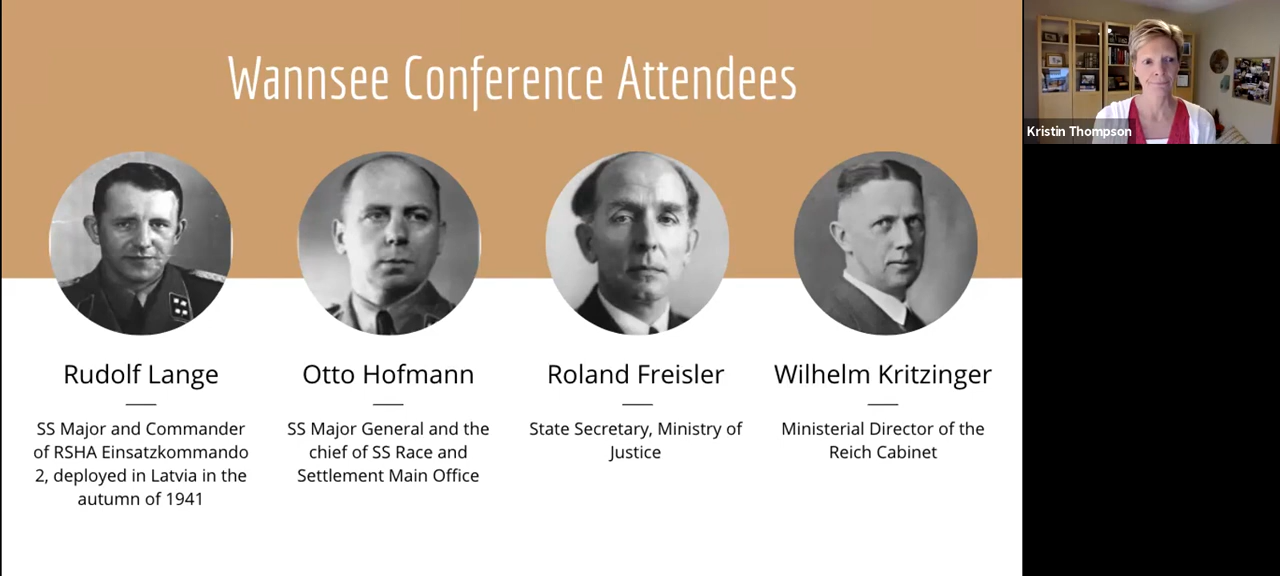 Wannsee Conference Attendees
Kristin Thompson
Rudolf Lange
SS Major and Commander
of RSHA Einsatzkommando
2, deployed in Latvia in the
autumn of 1941
Otto Hofmann
SS Major General and the
chief of SS Race and
Settlement Main Office
Roland Freisler
State Secretary, Ministry of
Justice
Wilhelm Kritzinger
Ministerial Director of the
Reich Cabinet